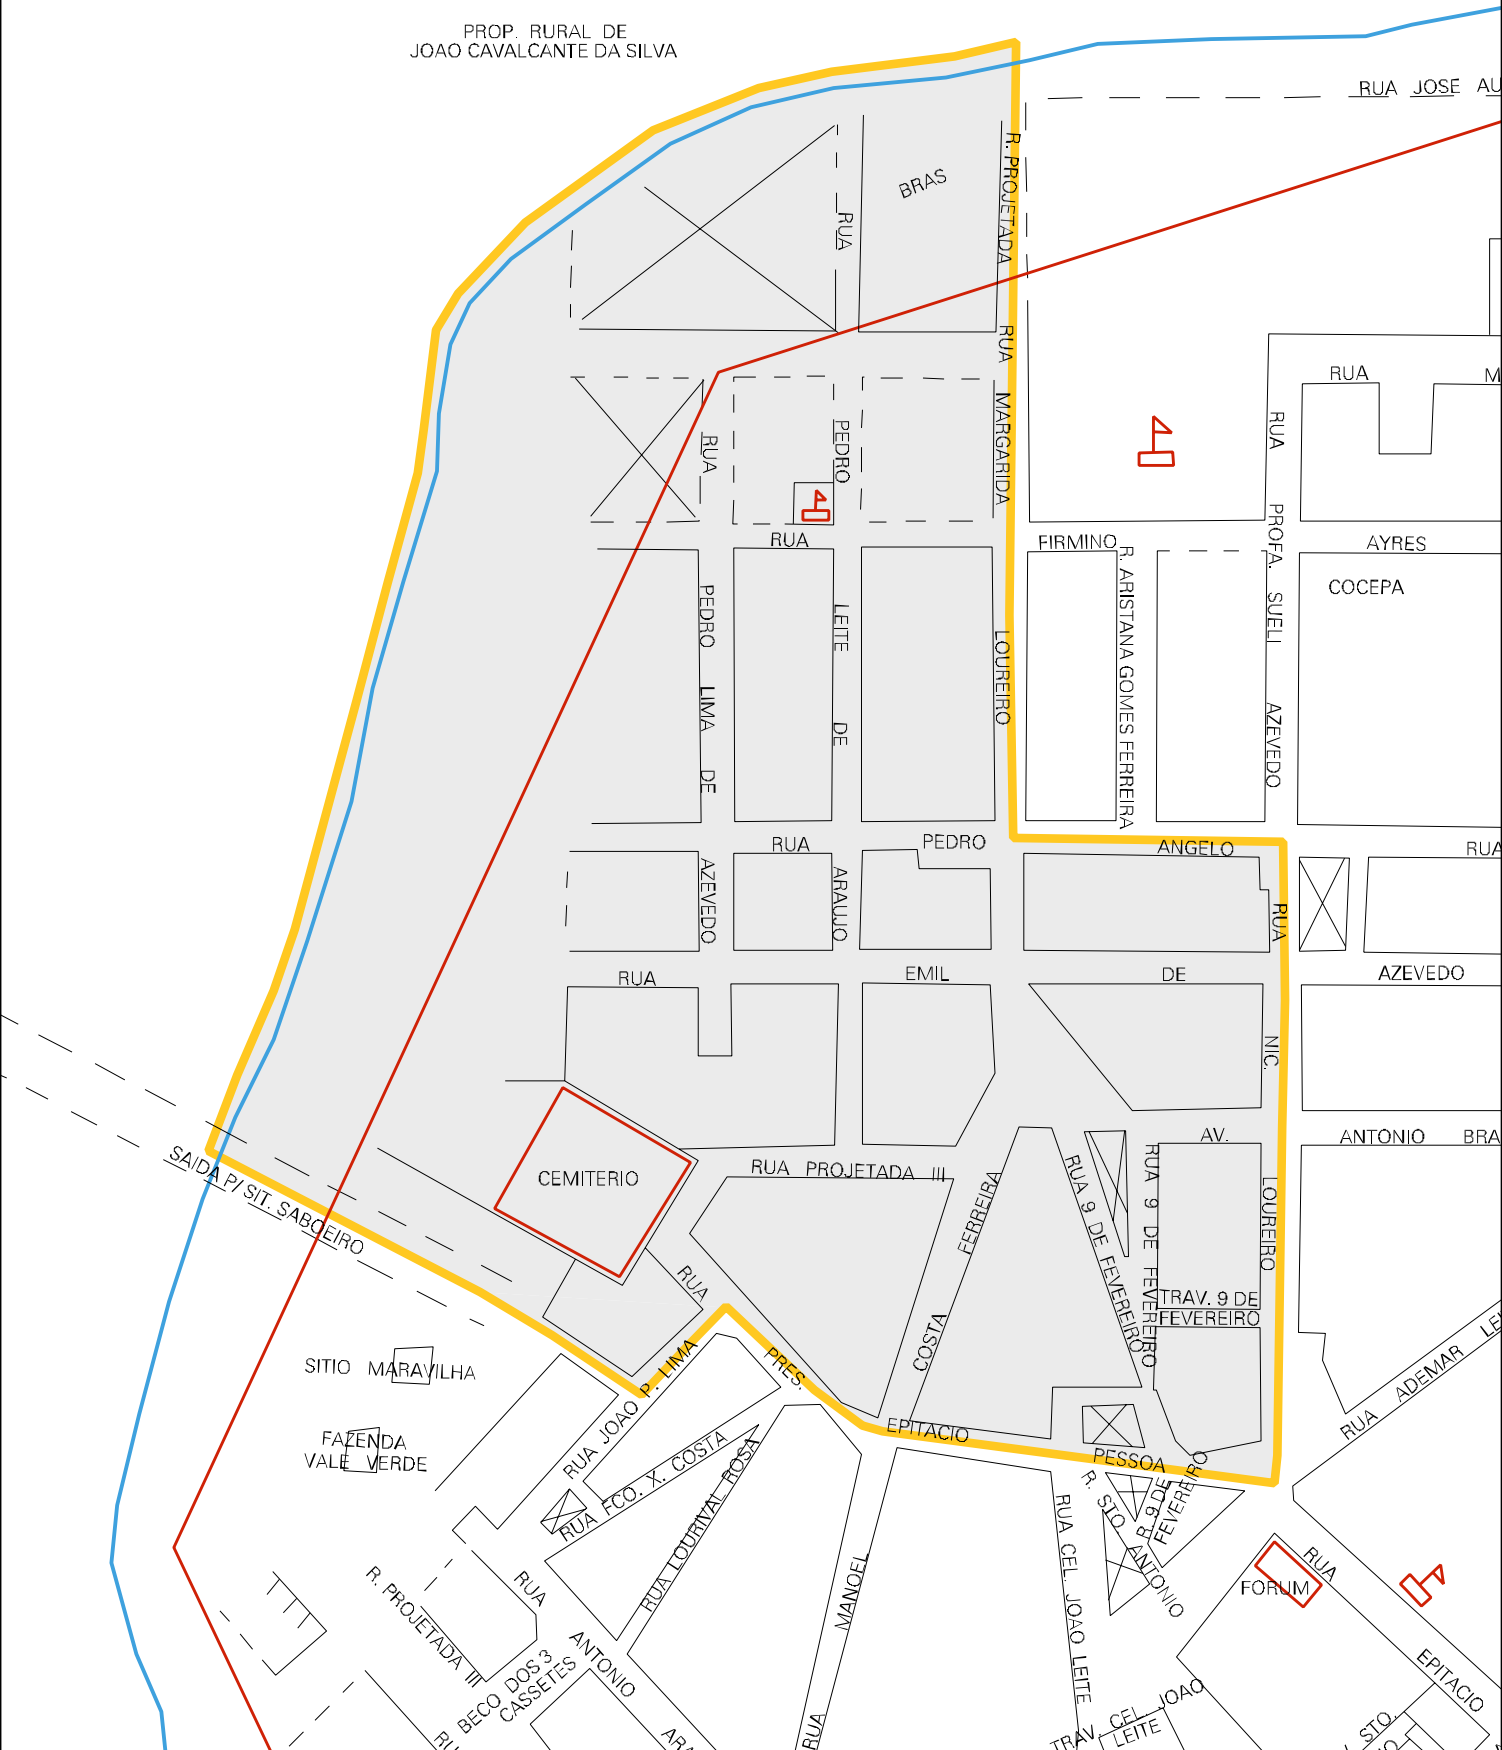 PROP. RURAL DE
JOAO CAVALCANTE DA SILVA
RUA JOSE AU
R. PROJETADA
BRAS
RUA
RUA
RUA
M
MARGARIDA
RUA
PEDRO
RUA
RUA
FIRMINO
AYRES
R. ARISTANA GOMES FERREIRA
PROFA. SUELI AZEVEDO
COCEPA
PEDRO LIMA DE
LEITE DE
LOUREIRO
RUA
PEDRO
ANGELO
RUA
AZEVEDO
ARAUJO
RUA
RUA
EMIL
DE
AZEVEDO
NIC.
AV.
ANTONIO BRA
SAIDA P/ SIT. SABOEIRO
CEMITERIO
RUA PROJETADA III
FERREIRA
COSTA
RUA 9 DE FEVEREIRO
RUA 9 DE FEVEREIRO
LOUREIRO
TRAV. 9 DE
FEVEREIRO
RUA
SITIO MARAVILHA
RUA JOAO P. LIMA
PRES.
RUA ADEMAR LEI
FAZENDA
VALE VERDE
EPITACIO
PESSOA
RUA FCO. X. COSTA
RUA LOURIVAL ROSA
R. STO. ANTONIO
R. 9 DE
FEVEREIRO
RUA CEL. JOAO LEITE
MANOEL
RUA
FORUM
RUA
EPITACIO
R. PROJETADA III
RUA
ANTONIO
ARA
BECO DOS 3
CASSETES
RU
RUA
TRAV. CEL. JOAO
LEITE
STO.